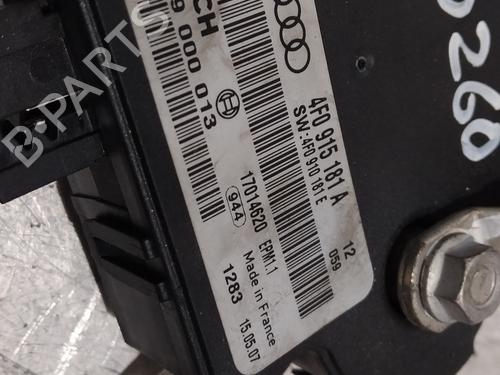 CH
9 000 013
4F0 915 181 A
SW:4F0 910 181 E
17014620 EPM1.1
944
Made in France
12
059
1283 15.05.07
0260
B-PARTS